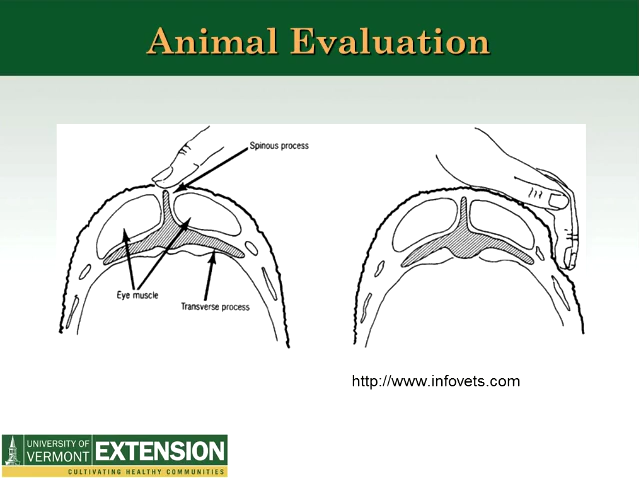 Animal Evaluation
Spinous process
Eye muscle
Transverse process
http://www.infovets.com
UNIVERSITY OF
VERMONT EXTENSION
CULTIVATING HEALTHY COMMUNITIES